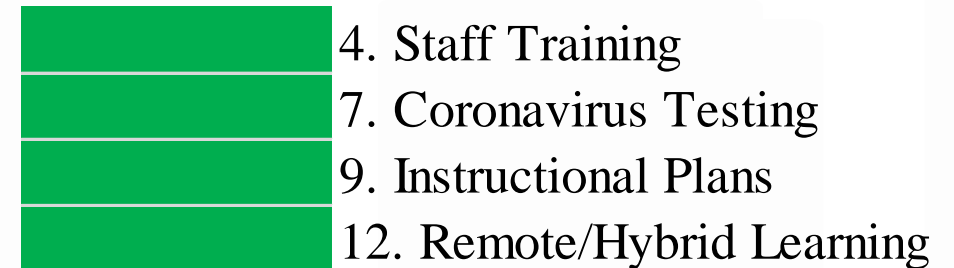 4. Staff Training
7. Coronavirus Testing
9. Instructional Plans
12. Remote/Hybrid Learning